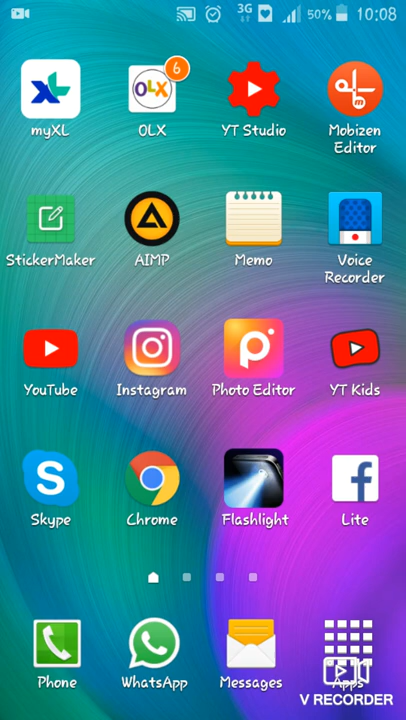 3G 50% 10:08
6
myXL OLX YT Studio Mobizen
Editor
StickerMaker AIMP Memo Voice
Recorder
YouTube Instagram Photo Editor YT Kids
Skype Chrome Flashlight Lite
Phone WhatsApp Messages Apps
V RECORDER